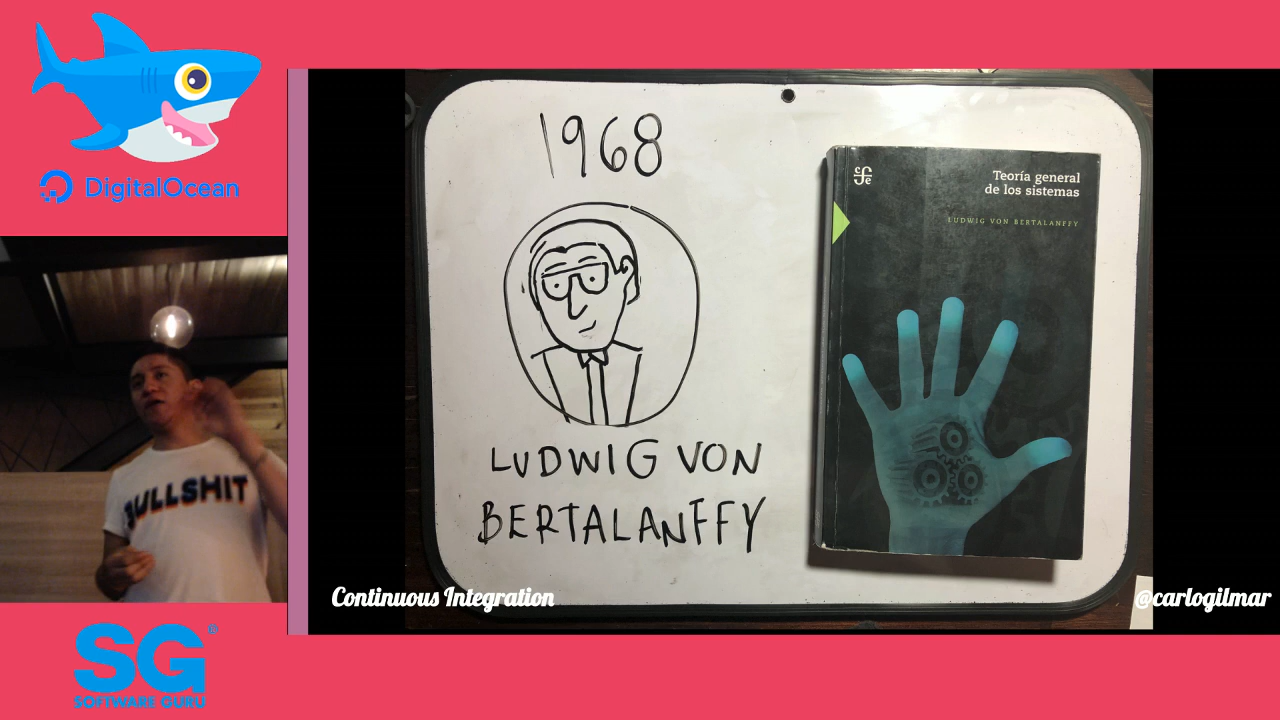 DigitalOcean
BULLSHIT
SG
SOFTWARE GURU
1968
LUDWIG VON
BERTALANFFY
cfe
Teoría general
de los sistemas
LUDWIG VON BERTALANFFY
Continuous Integration
@carlogilmar